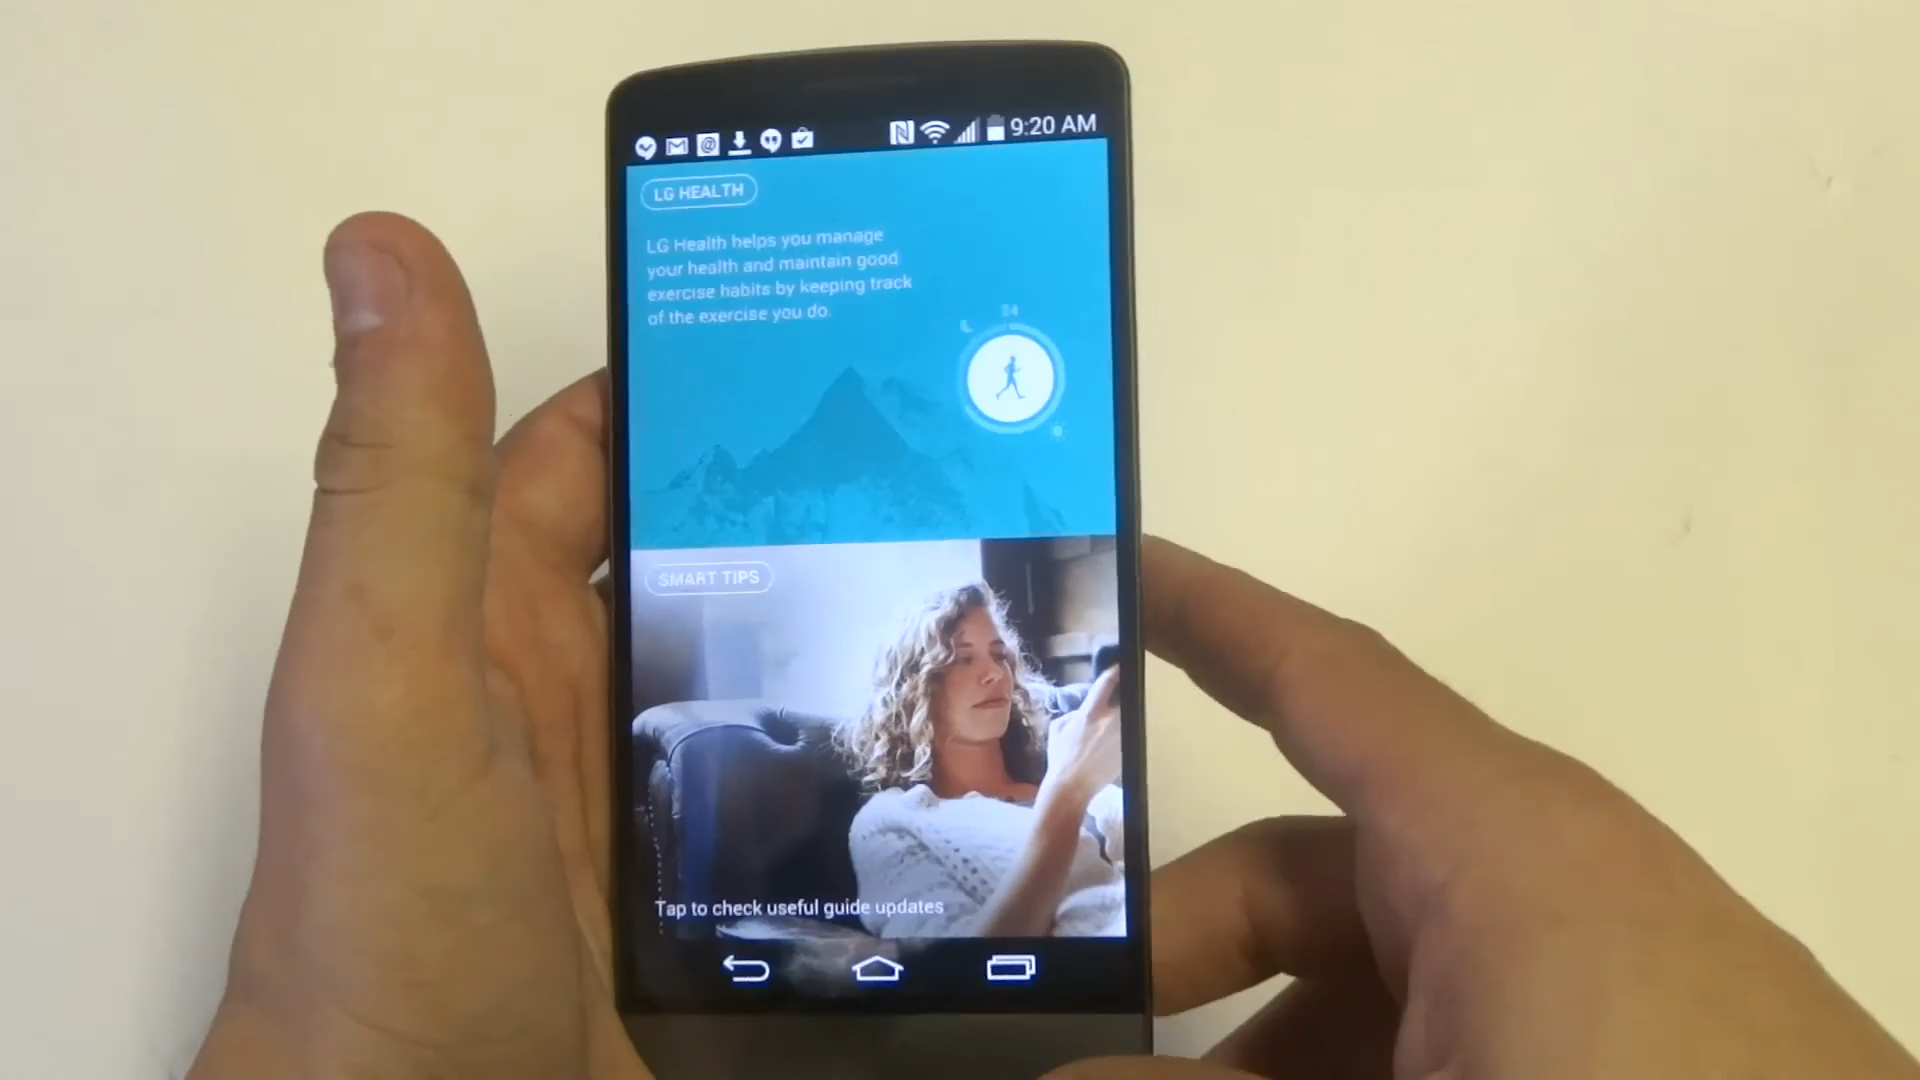 9:20 AM
LG HEALTH
LG Health helps you manage
your health and maintain good
exercise habits by keeping track
of the exercise you do.
SMART TIPS
Tap to check useful guide updates